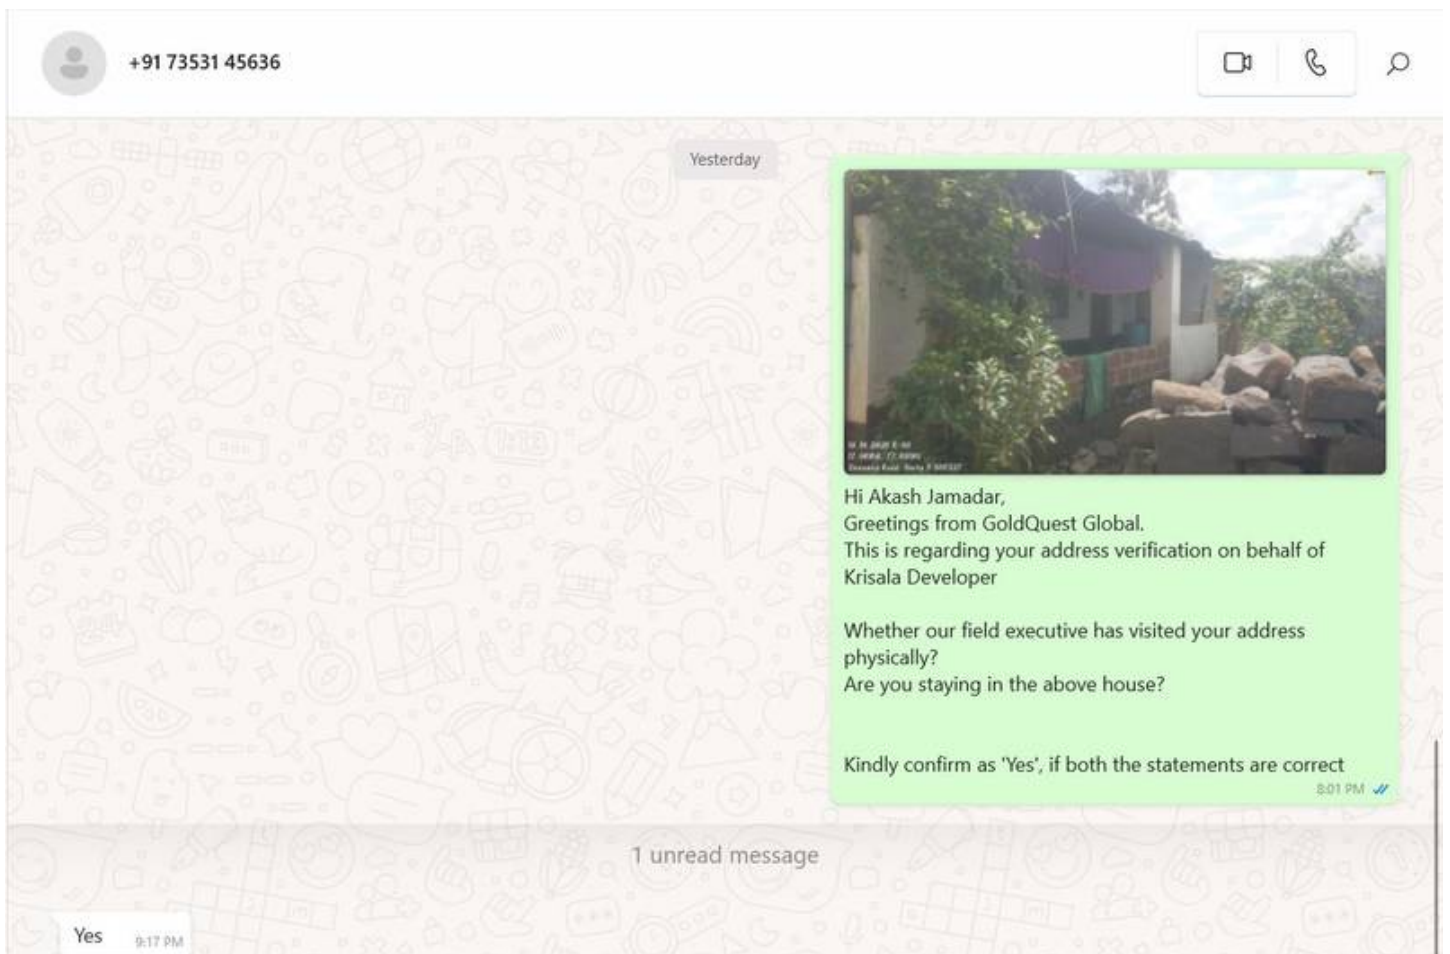 +91 73531 45636
Yesterday
Hi Akash Jamadar,
Greetings from GoldQuest Global.
This is regarding your address verification on behalf of
Krisala Developer
Whether our field executive has visited your address
physically?
Are you staying in the above house?
Kindly confirm as 'Yes', if both the statements are correct
8:01 PM
1 unread message
Yes
9:17 PM